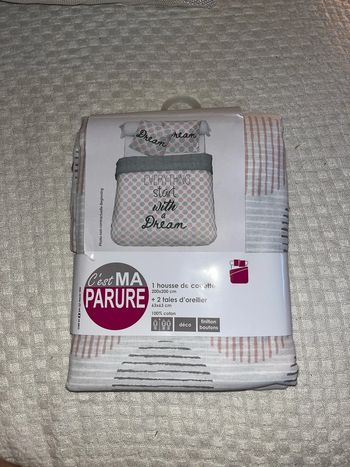 Dream
ream
EVERYTHING
start
with
a
Dream
C'est MA
PARURE
1 housse de couette
200x200 cm
+ 2 taies d'oreiller
63x63 cm
100% coton
déco
finition
boutons